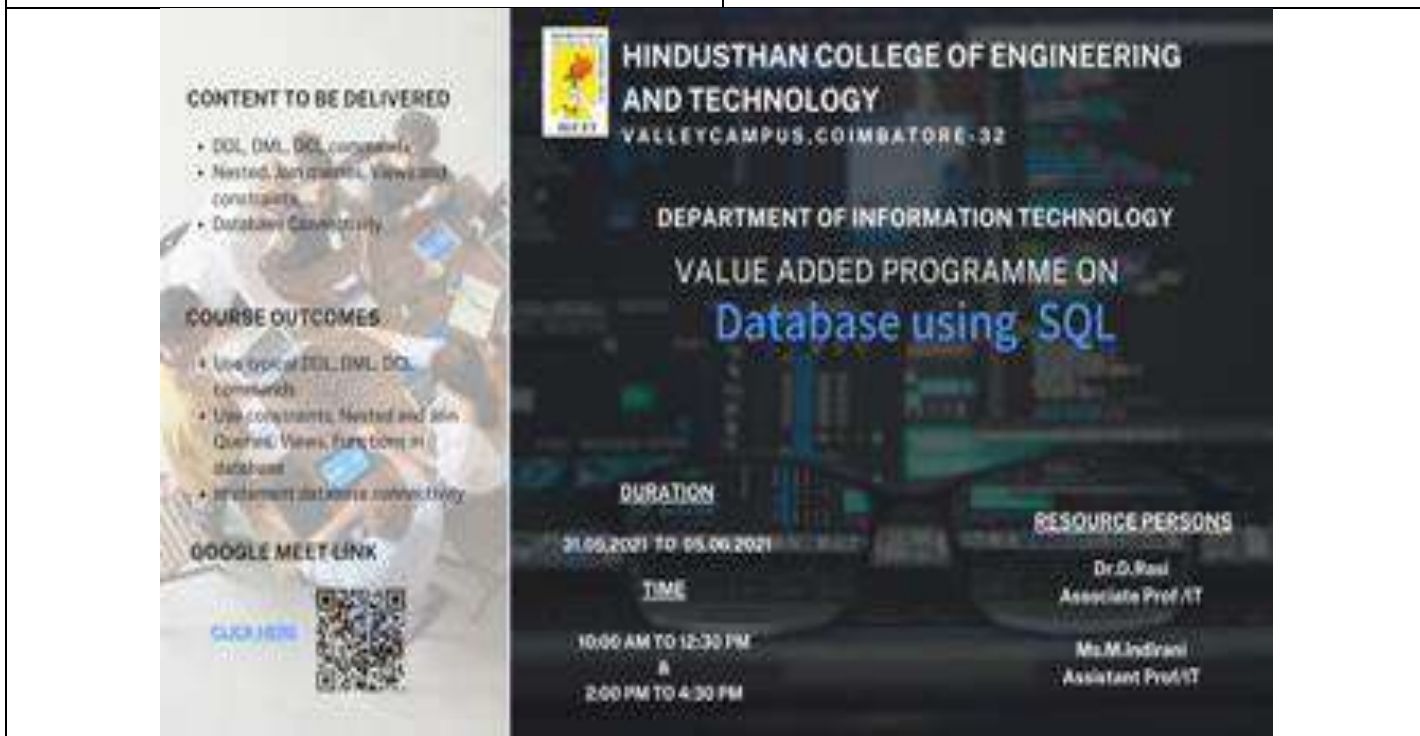 CONTENT TO BE DELIVERED
• DDL, DML, DCL commands
• Nested, Join queries, Views and
constraints
• Database Connectivity
COURSE OUTCOMES
• Use typical DDL, DML, DCL
commands
• Use constraints, Nested and Join
Queries, Views, Functions in
database
• Implement database connectivity
GOOGLE MEET LINK
CLICK HERE
HINDUSTHAN COLLEGE OF ENGINEERING
AND TECHNOLOGY
VALLEYCAMPUS,COIMBATORE-32
DEPARTMENT OF INFORMATION TECHNOLOGY
VALUE ADDED PROGRAMME ON
Database using SQL
DURATION
31.05.2021 TO 05.06.2021
TIME
10:00 AM TO 12:30 PM
&
2:00 PM TO 4:30 PM
RESOURCE PERSONS
Dr.D.Rasi
Associate Prof/IT
Ms.M.Indirani
Assistant Prof/IT